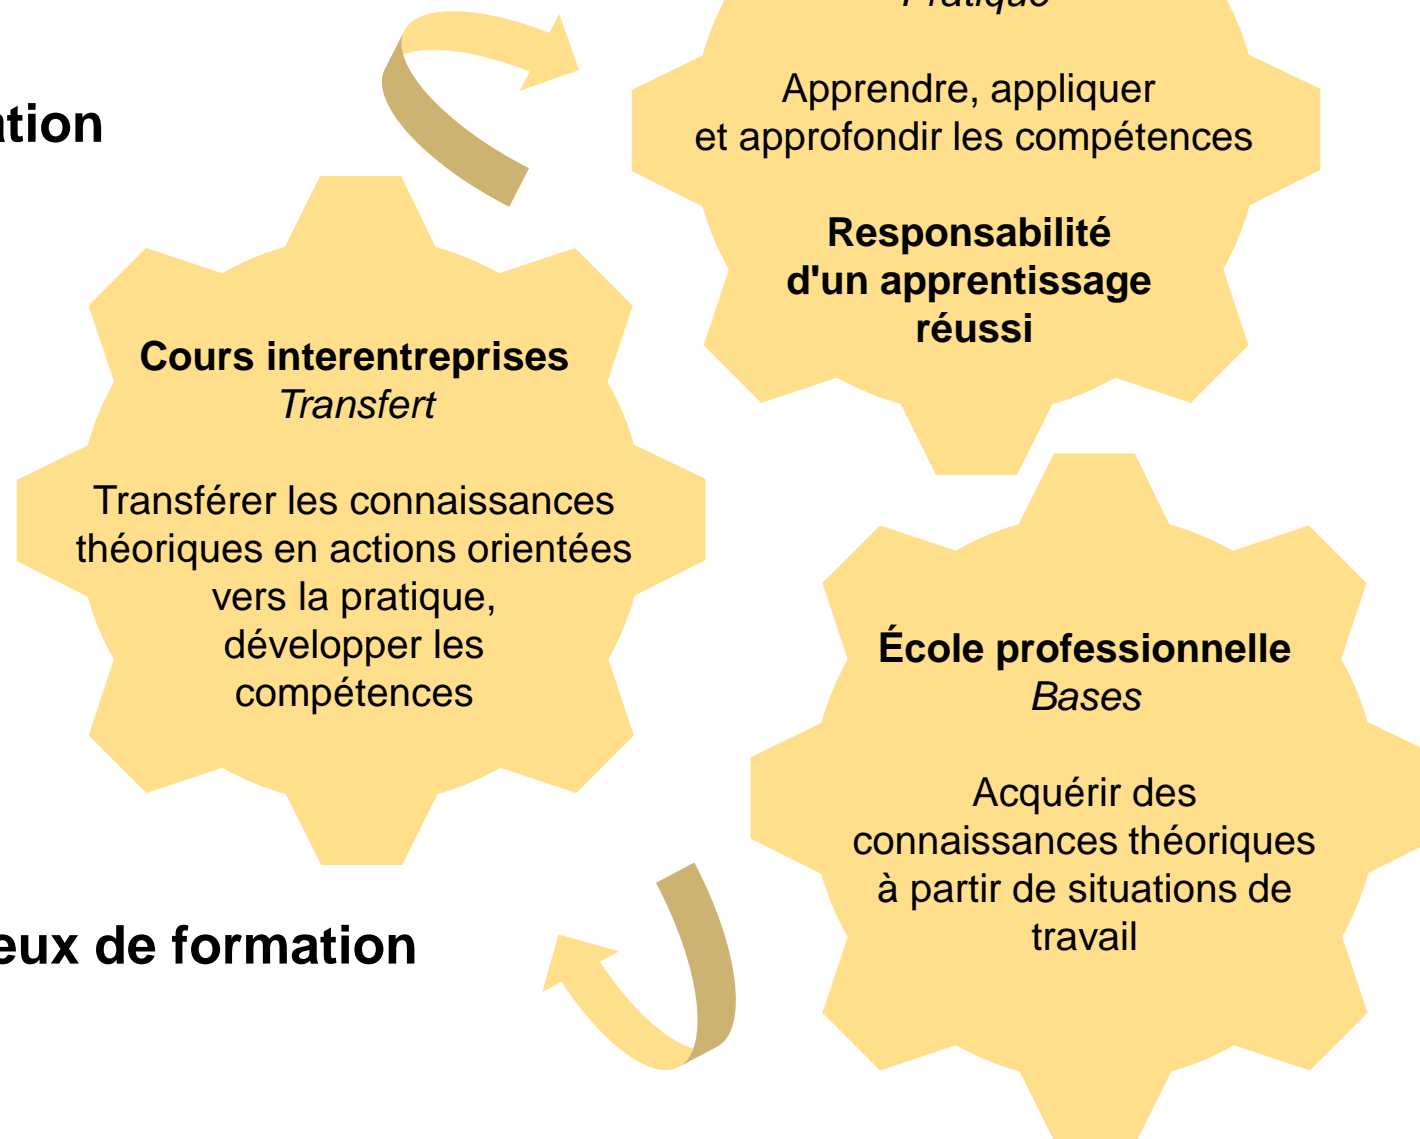 Pratique
Apprendre, appliquer
et approfondir les compétences
ation
Responsabilité
d'un apprentissage
réussi
Cours interentreprises
Transfert
Transférer les connaissances
théoriques en actions orientées
vers la pratique,
développer les
compétences
École professionnelle
Bases
Acquérir des
connaissances théoriques
à partir de situations de
travail
eux de formation